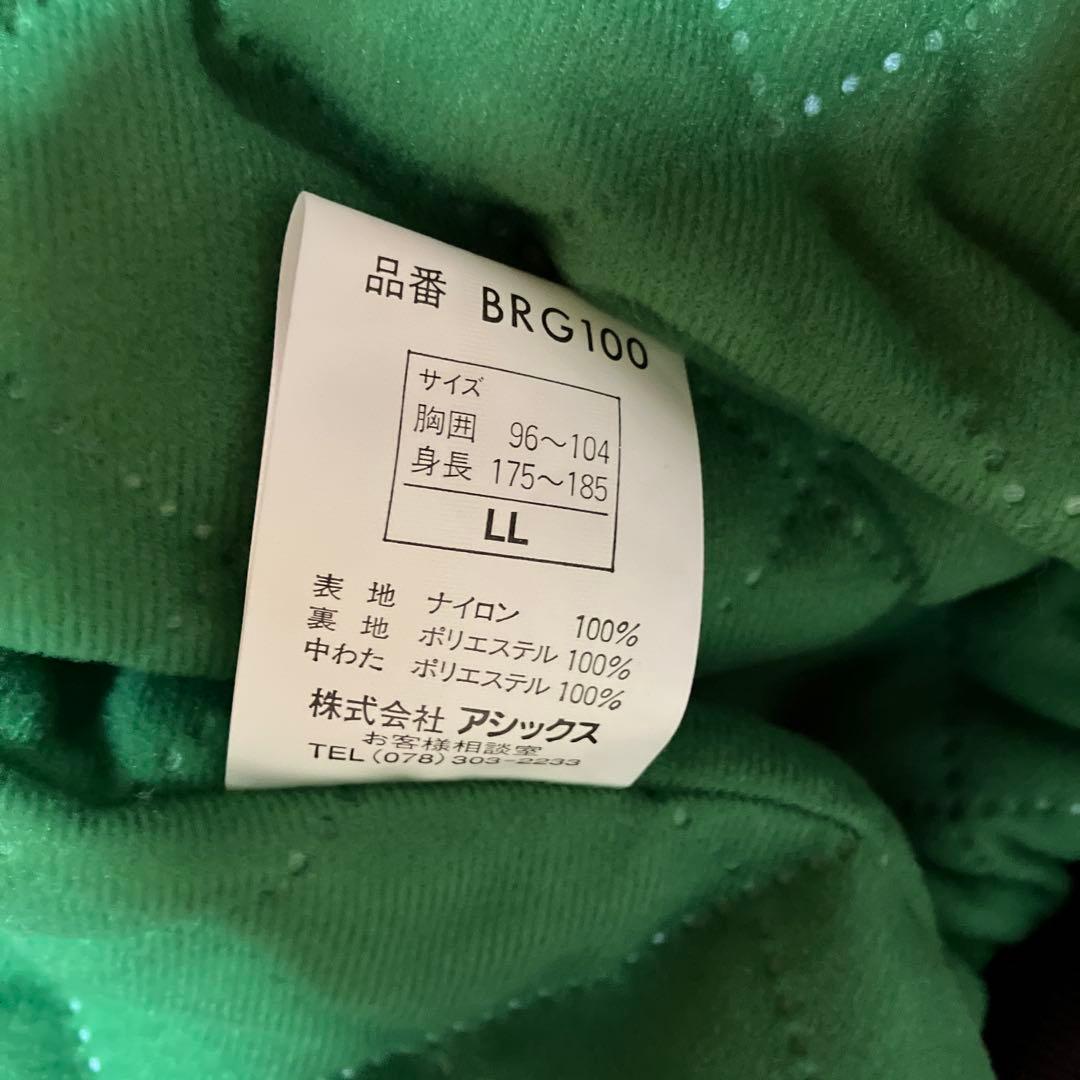 品番 BRG100
サイズ
胸囲 96〜104
身長 175〜185
LL
表地 ナイロン 100%
裏地 ポリエステル 100%
中わた ポリエステル 100%
株式会社 アシックス
お客様相談室
TEL(078)303-2233